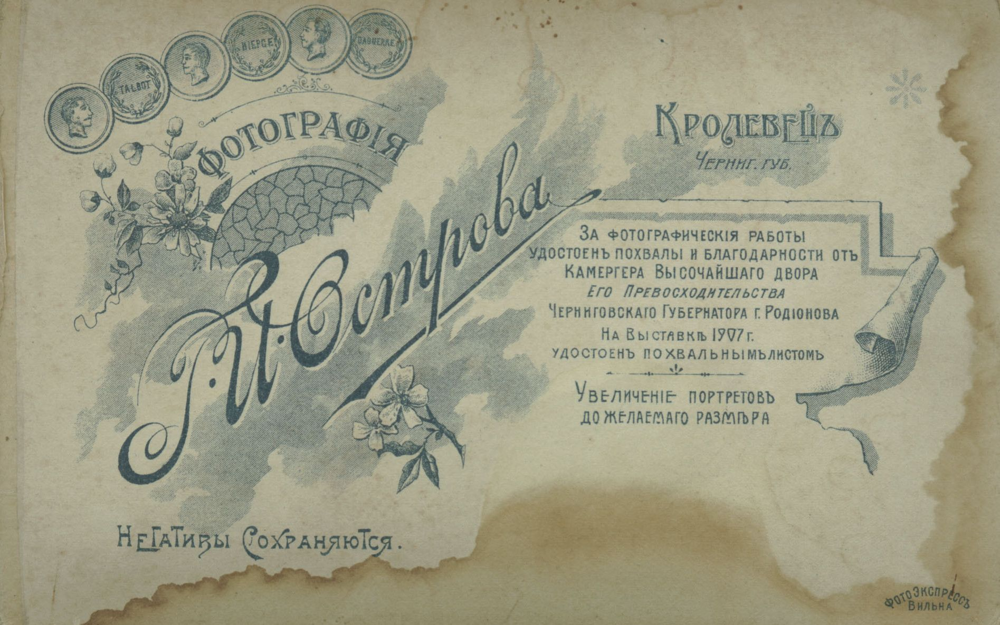 TALBOT
NIEPCE
DAGUERRE
ФОТОГРАФІЯ
Г. И. Острова
Негативы Сохраняются.
Кролевецъ
Черниг. губ.
За фотографическія работы
удостоенъ похвалы и благодарности отъ
Камергера Высочайшаго двора
Его Превосходительства
Черниговскаго Губернатора г. Родіонова
На Выставкѣ 1907 г.
удостоенъ похвальнымъ листомъ
Увеличеніе портретовъ
до желаемаго размѣра
Фотоэкспрессъ
Вильна